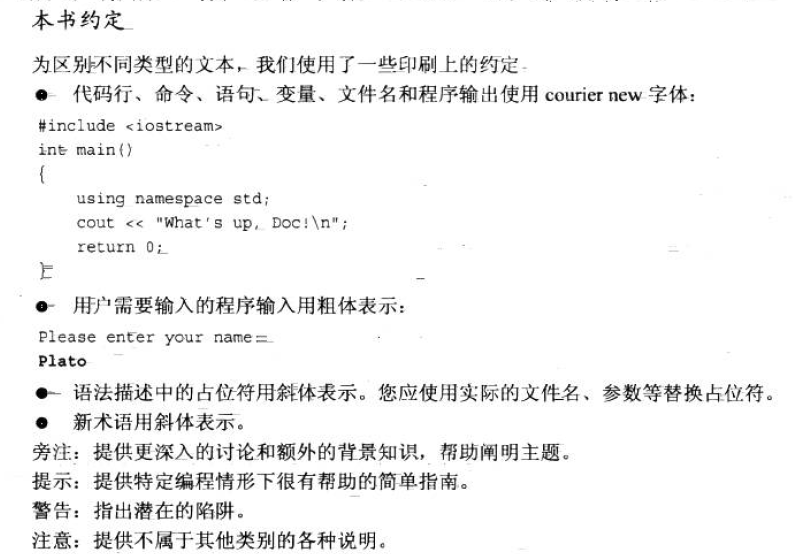 本书约定
为区别不同类型的文本，我们使用了一些印刷上的约定
● 代码行、命令、语句、变量、文件名和程序输出使用 courier new 字体：
#include <iostream>
int main()
{
    using namespace std;
    cout << "What's up, Doc!\n";
    return 0;
}
● 用户需要输入的程序输入用粗体表示：
Please enter your name:
Plato
● 语法描述中的占位符用斜体表示。您应使用实际的文件名、参数等替换占位符。
● 新术语用斜体表示。
旁注：提供更深入的讨论和额外的背景知识，帮助阐明主题。
提示：提供特定编程情形下很有帮助的简单指南。
警告：指出潜在的陷阱。
注意：提供不属于其他类别的各种说明。